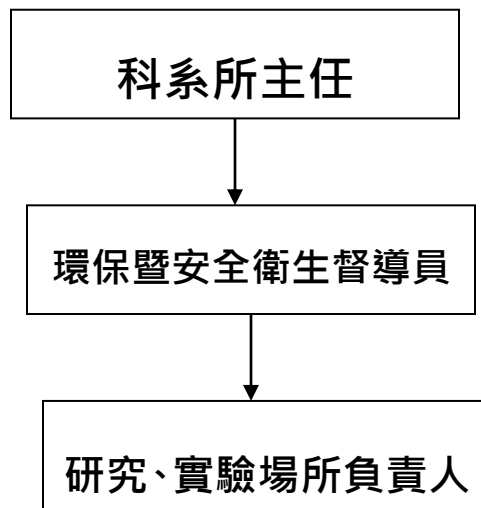 科系所主任
環保暨安全衛生督導員
研究、實驗場所負責人